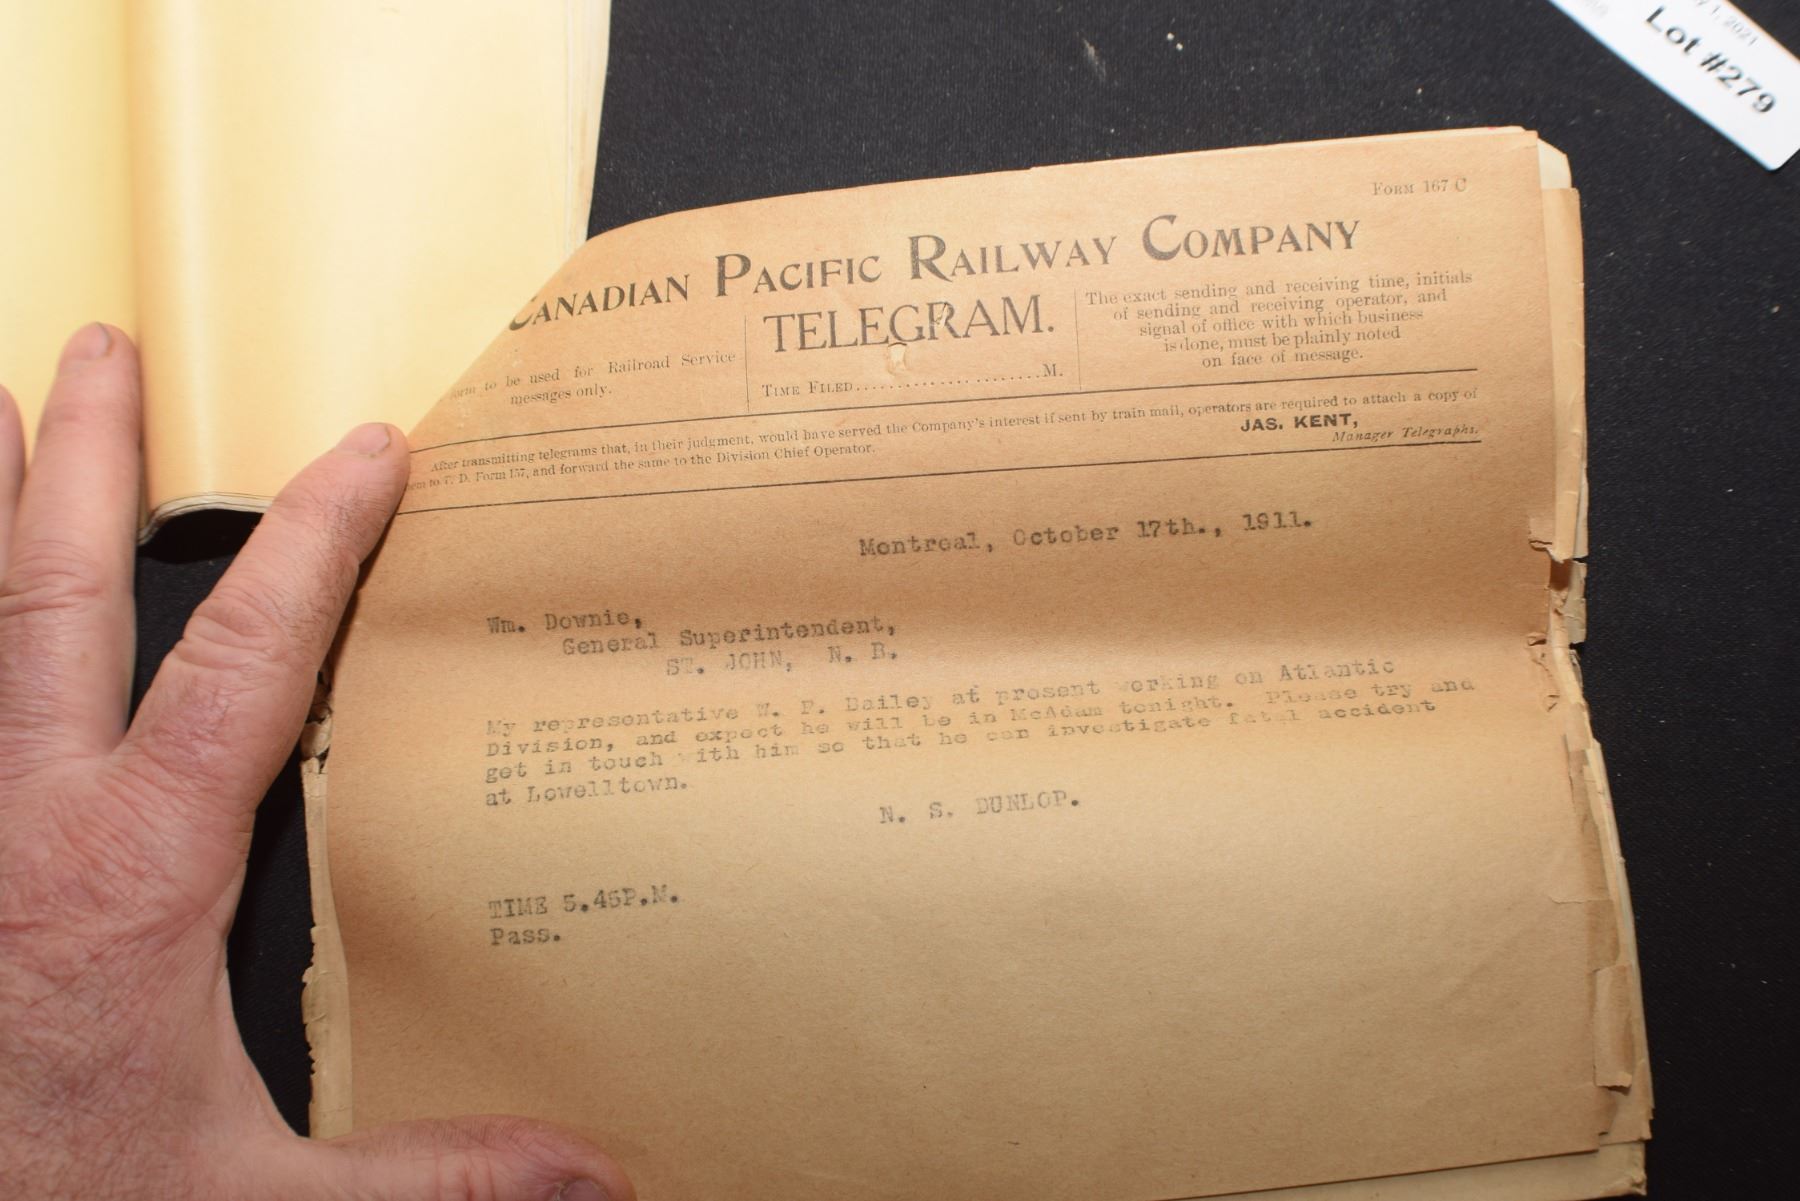 1, 2021
Lot #279
FORM 167 C
CANADIAN PACIFIC RAILWAY COMPANY
TELEGRAM.
to be used for Railroad Service
messages only.
TIME FILED......................M.
The exact sending and receiving time, initials
of sending and receiving operator, and
signal of office with which business
is done, must be plainly noted
on face of message.
After transmitting telegrams that, in their judgment, would have served the Company's interest if sent by train mail, operators are required to attach a copy of
to T. D. Form 157, and forward the same to the Division Chief Operator.
JAS. KENT,
Manager Telegraphs.
Montreal, October 17th., 1911.
Wm. Downie,
General Superintendent,
ST. JOHN, N. B.
My representative W. P. Bailey at present working on Atlantic
Division, and expect he will be in McAdam tonight. Please try and
get in touch with him so that he can investigate fatal accident
at Lowelltown.
N. S. DUNLOP.
TIME 5.45P.M.
Pass.